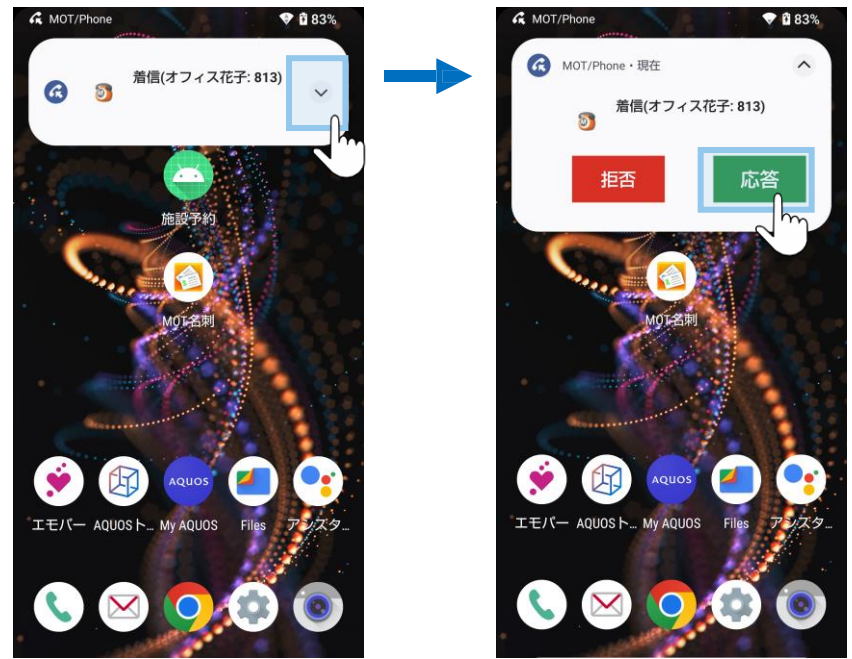 MOT/Phone
83%
着信(オフィス花子: 813)
施設予約
MOT名刺
AQUOS
エモパー
AQUOSト…
My AQUOS
Files
アシスタ…
MOT/Phone
83%
MOT/Phone・現在
着信(オフィス花子: 813)
拒否
応答
MOT名刺
AQUOS
エモパー
AQUOSト…
My AQUOS
Files
アシスタ…